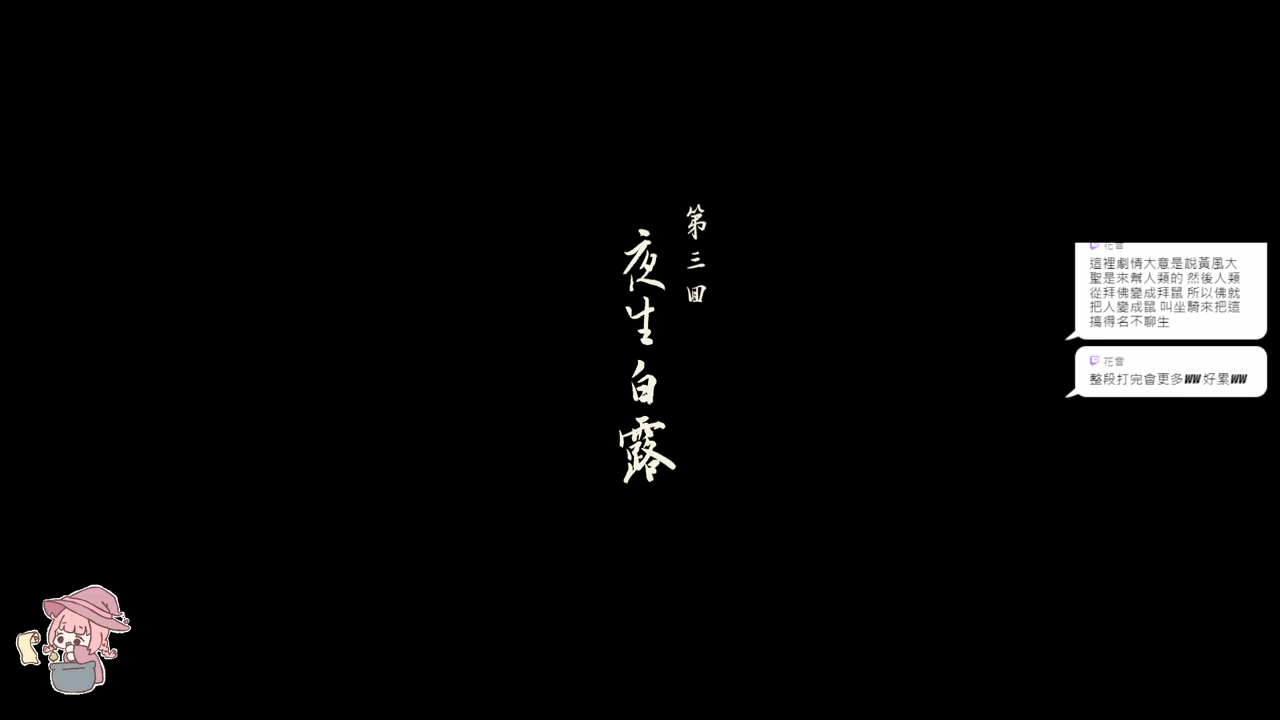 第三回
夜生白露
花音
這裡劇情大意是說黃風大
聖是來幫人類的 然後人類
從拜佛變成拜鼠 所以佛就
把人變成鼠 叫坐騎來把這
搞得名不聊生
花音
整段打完會更多WW 好累WW